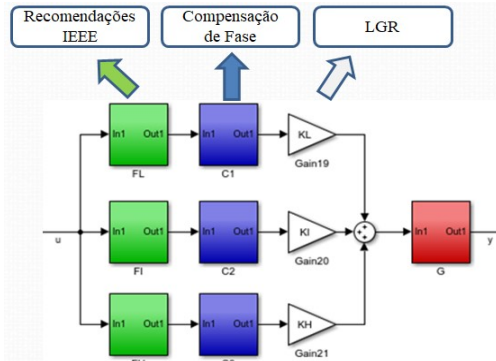 Recomendações
IEEE
Compensação
de Fase
LGR
In1 Out1
FL
In1 Out1
C1
KL
Gain19
In1 Out1
FI
In1 Out1
C2
KI
Gain20
u
In1 Out1
G
y
In1 Out1
In1 Out1
KH
Gain21